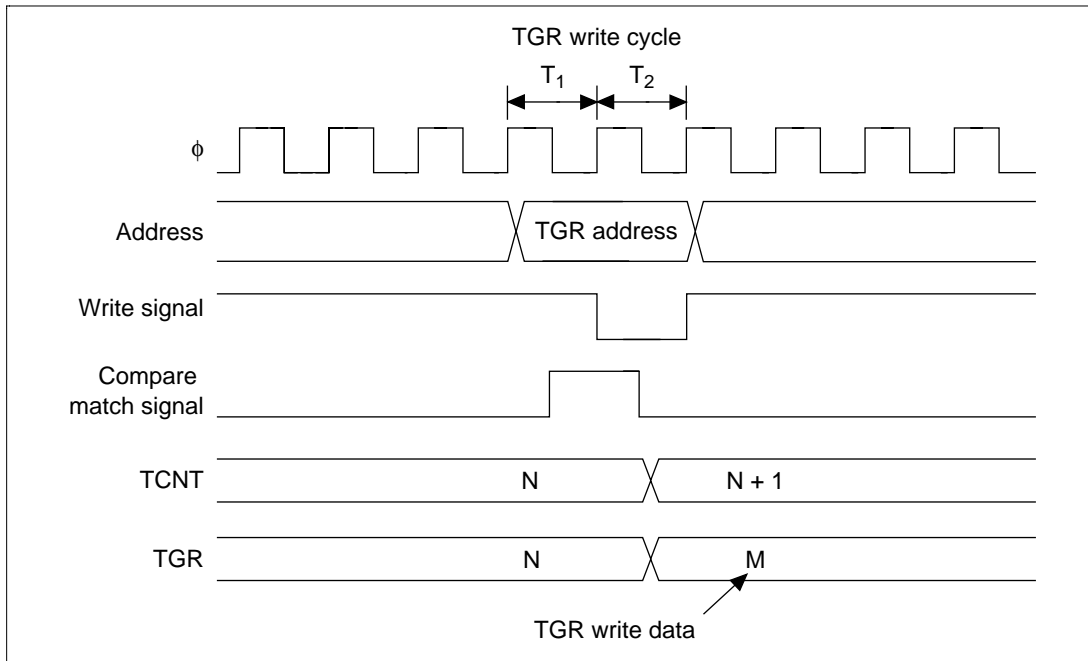 TGR write cycle
T1 T2
ϕ
Address TGR address
Write signal
Compare
match signal
TCNT N N + 1
TGR N M
TGR write data